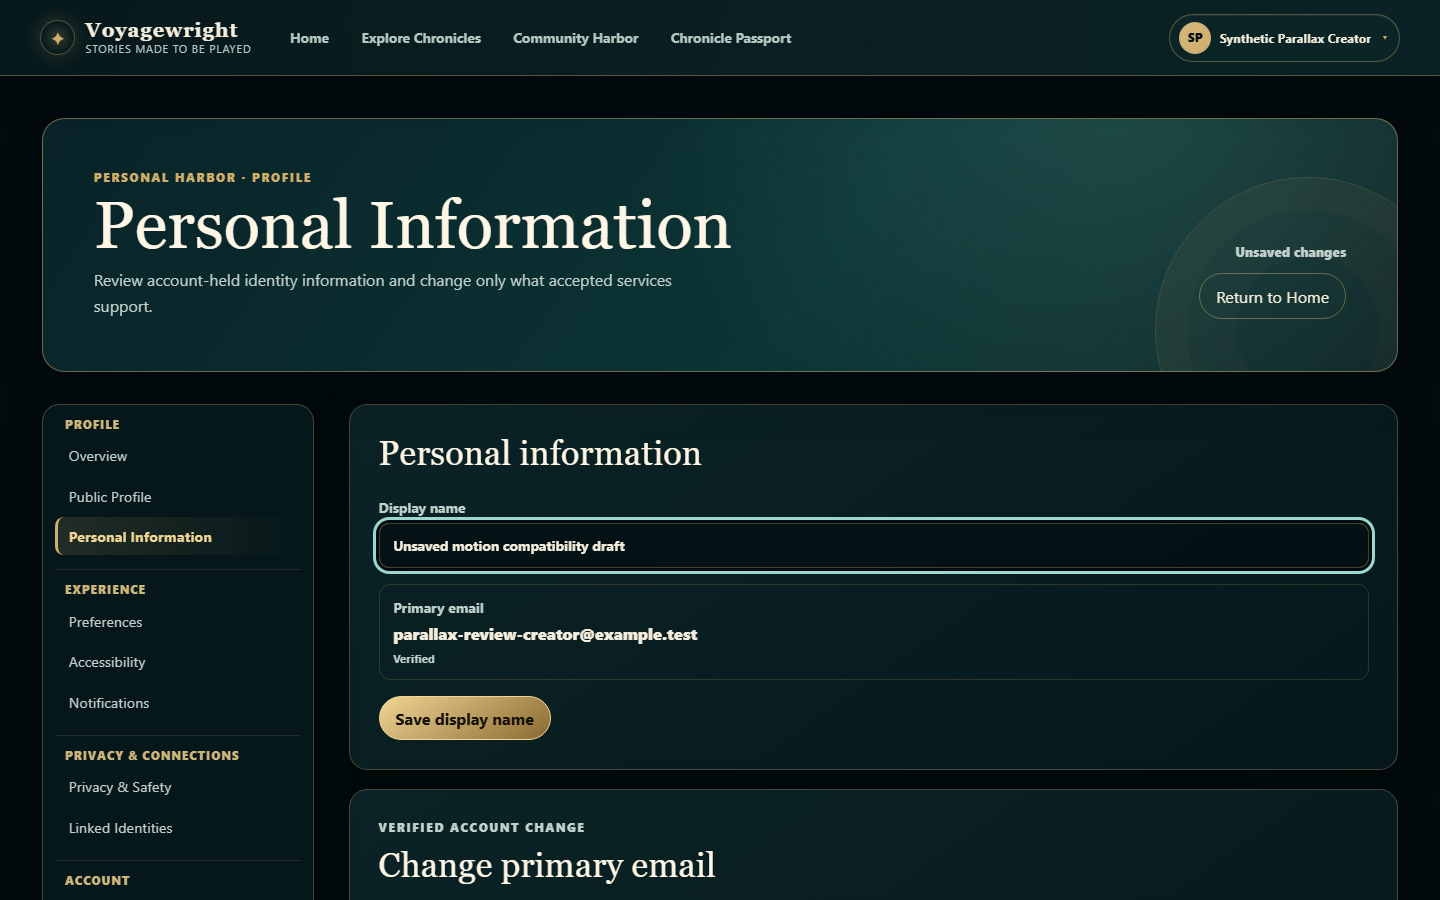 Voyagewright
STORIES MADE TO BE PLAYED
Home
Explore Chronicles
Community Harbor
Chronicle Passport
SP
Synthetic Parallax Creator
PERSONAL HARBOR · PROFILE
Personal Information
Review account-held identity information and change only what accepted services
support.
Unsaved changes
Return to Home
PROFILE
Overview
Public Profile
Personal Information
EXPERIENCE
Preferences
Accessibility
Notifications
PRIVACY & CONNECTIONS
Privacy & Safety
Linked Identities
ACCOUNT
Personal information
Display name
Unsaved motion compatibility draft
Primary email
parallax-review-creator@example.test
Verified
Save display name
VERIFIED ACCOUNT CHANGE
Change primary email